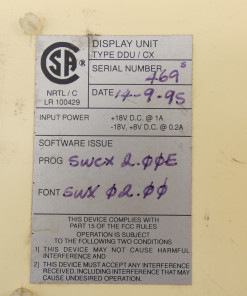 DISPLAY UNIT
TYPE DDU / CX
SERIAL NUMBER
769
NRTL / C
LR 100429
DATE 14-9-95
INPUT POWER +18V D.C. @ 1A
-18V, +8V D.C. @ 0.2A
SOFTWARE ISSUE
PROG SWCX 2.00E
FONT SWX 02.00
THIS DEVICE COMPLIES WITH
PART 15 OF THE FCC RULES
OPERATION IS SUBJECT
TO THE FOLLOWING TWO CONDITIONS
1) THIS DEVICE MAY NOT CAUSE HARMFUL
INTERFERENCE AND
2) THIS DEVICE MUST ACCEPT ANY INTERFERENCE
RECEIVED, INCLUDING INTERFERENCE THAT MAY
CAUSE UNDESIRED OPERATION